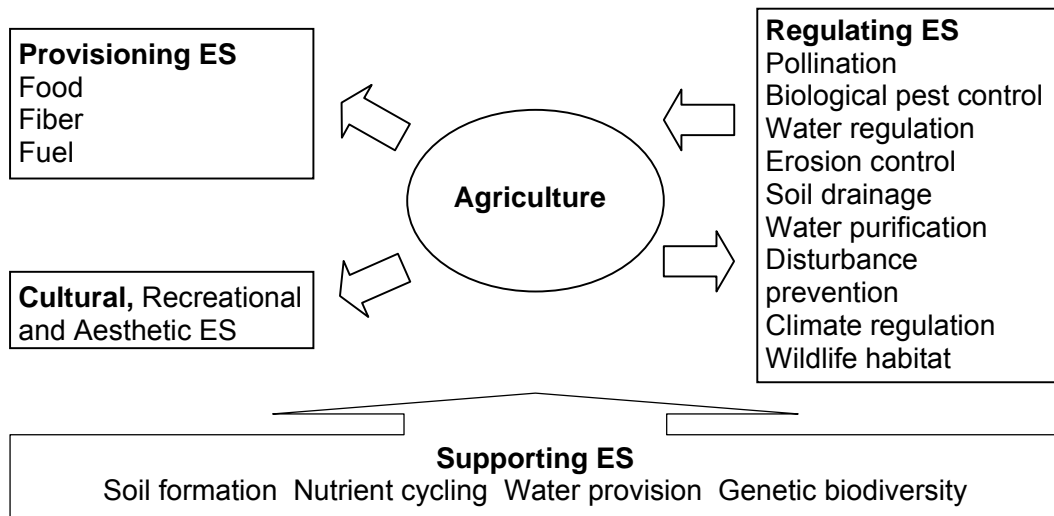 Provisioning ES
Food
Fiber
Fuel
Cultural, Recreational
and Aesthetic ES
Agriculture
Regulating ES
Pollination
Biological pest control
Water regulation
Erosion control
Soil drainage
Water purification
Disturbance
prevention
Climate regulation
Wildlife habitat
Supporting ES
Soil formation Nutrient cycling Water provision Genetic biodiversity